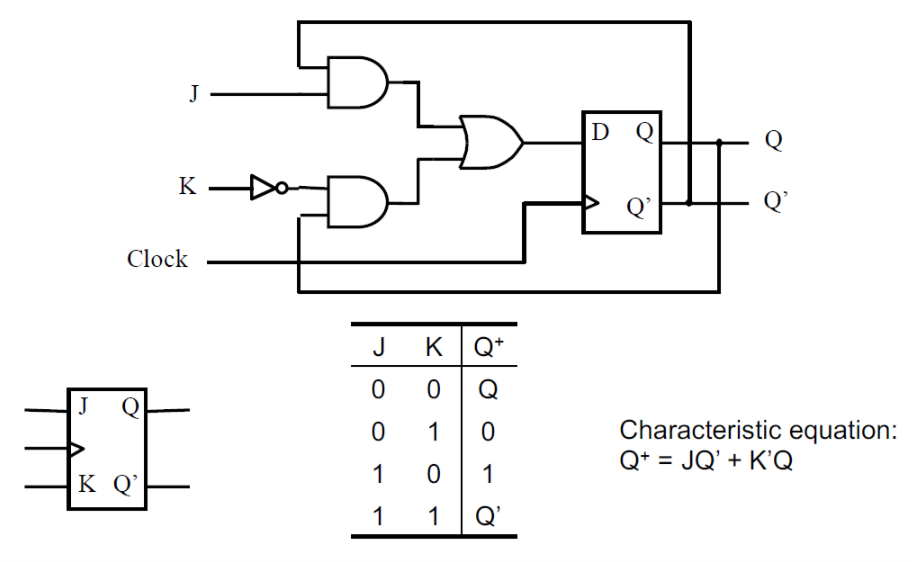 J
D Q
Q
K
Q’
Q’
Clock
J K Q⁺
0 0 Q
0 1 0
1 0 1
1 1 Q’
J Q
K Q’
Characteristic equation:
Q⁺ = JQ’ + K’Q